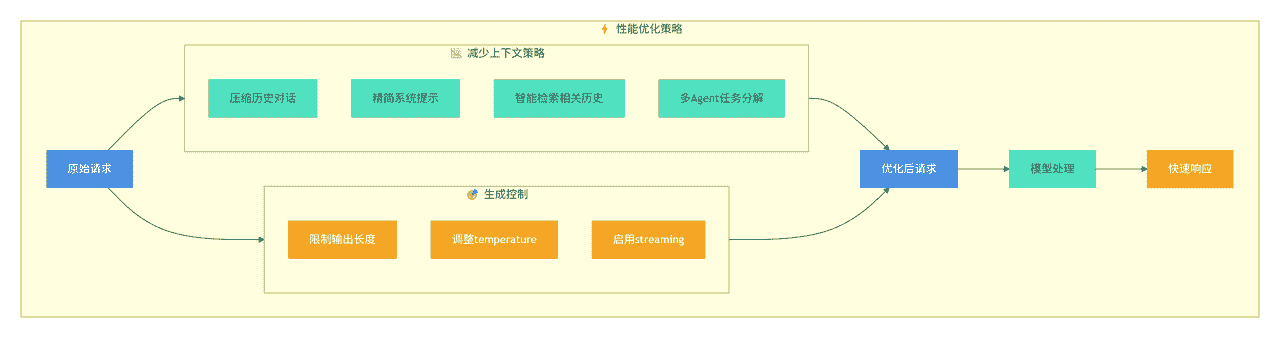 ⚡ 性能优化策略
📉 减少上下文策略
压缩历史对话
精简系统提示
智能检索相关历史
多Agent任务分解
原始请求
优化后请求
模型处理
快速响应
🎯 生成控制
限制输出长度
调整temperature
启用streaming